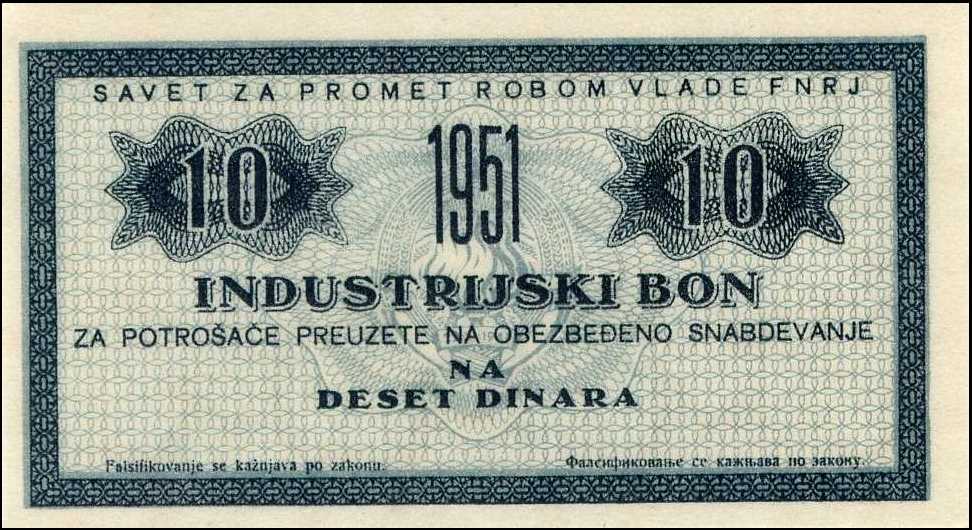 SAVET ZA PROMET ROBOM VLADE FNRJ
10 1951 10
INDUSTRIJSKI BON
ZA POTROŠAČE PREUZETE NA OBEZBEĐENO SNABDEVANJE
NA
DESET DINARA
Falsifikovanje se kažnjava po zakonu. Фалсификовање се кажњава по закону.